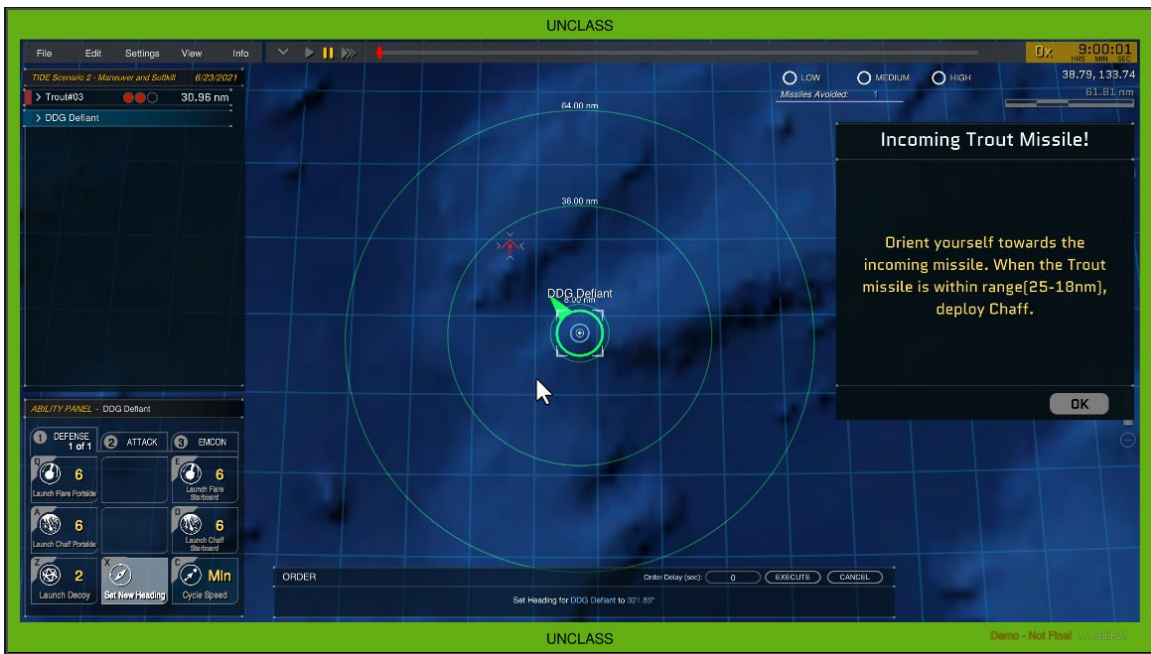 UNCLASS
File Edit Settings View Info
0x 9:00:01
HRS MIN SEC
TIDE Scenario 2 - Maneuver and Softkill 6/23/2021
> Trout#03 30.96 nm
> DDG Defiant
LOW MEDIUM HIGH
Missiles Avoided: 1
38.79, 133.74
61.81 nm
64.00 nm
36.00 nm
DDG Defiant
8.00 nm
Incoming Trout Missile!
Orient yourself towards the
incoming missile. When the Trout
missile is within range(25-18nm),
deploy Chaff.
OK
ABILITY PANEL - DDG Defiant
1 DEFENSE
1 of 1
2 ATTACK
3 EMCON
Q
6
Launch Flare Portside
E
6
Launch Flare
Starboard
A
6
Launch Chaff Portside
D
6
Launch Chaff
Starboard
Z
2
Launch Decoy
X
Set New Heading
C
Min
Cycle Speed
ORDER
Order Delay (sec): 0 EXECUTE CANCEL
Set Heading for DDG Defiant to 321.85°
UNCLASS
Demo - Not Final